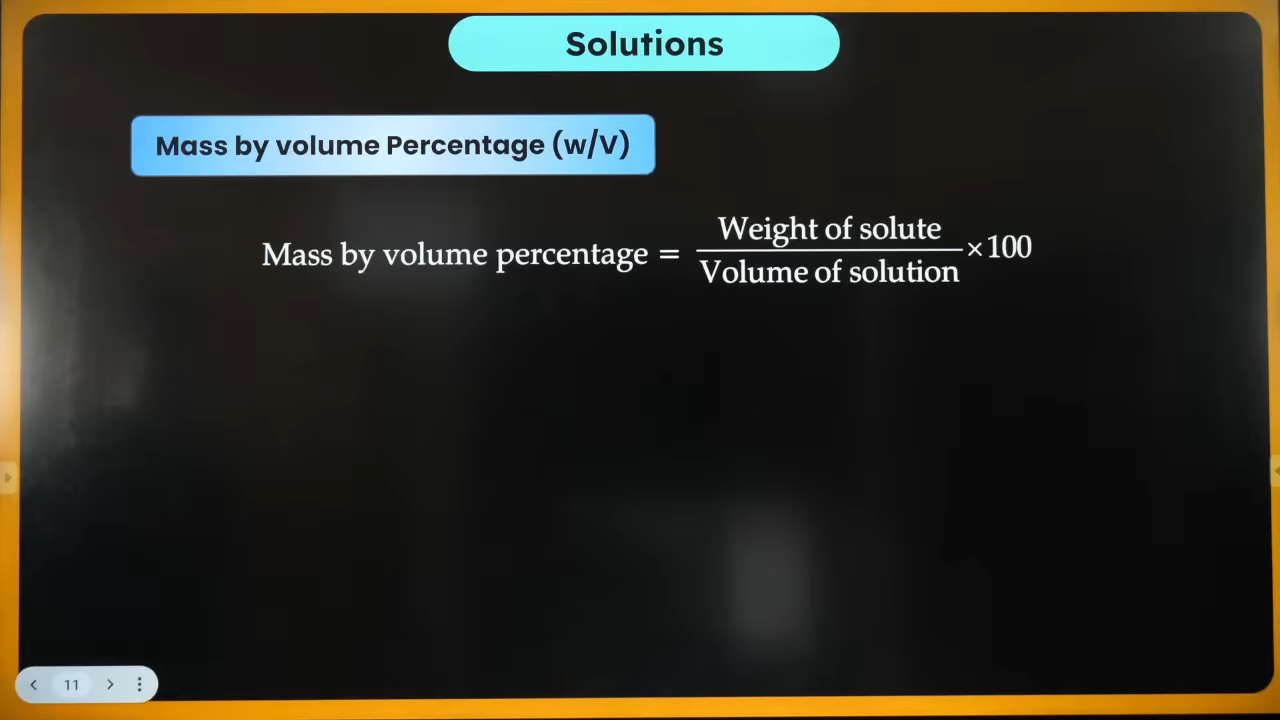 Solutions
Mass by volume Percentage (w/V)
Mass by volume percentage = Weight of solute / Volume of solution ×100
11